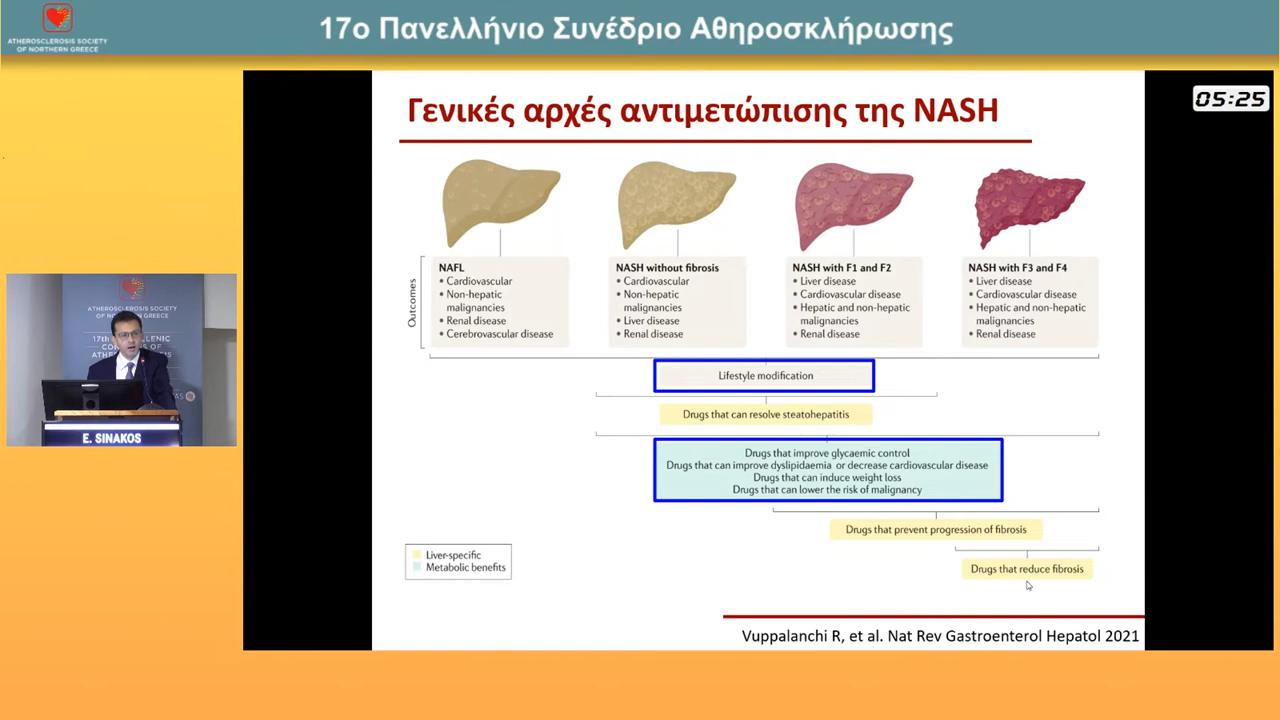 ATHEROSCLEROSIS SOCIETY
OF NORTHERN GREECE
17ο Πανελλήνιο Συνέδριο Αθηροσκλήρωσης
05:25
Γενικές αρχές αντιμετώπισης της NASH
Outcomes
NAFL
• Cardiovascular
• Non-hepatic
malignancies
• Renal disease
• Cerebrovascular disease
NASH without fibrosis
• Cardiovascular
• Non-hepatic
malignancies
• Liver disease
• Renal disease
NASH with F1 and F2
• Liver disease
• Cardiovascular disease
• Hepatic and non-hepatic
malignancies
• Renal disease
NASH with F3 and F4
• Liver disease
• Cardiovascular disease
• Hepatic and non-hepatic
malignancies
• Renal disease
Lifestyle modification
Drugs that can resolve steatohepatitis
Drugs that improve glycaemic control
Drugs that can improve dyslipidaemia or decrease cardiovascular disease
Drugs that can induce weight loss
Drugs that can lower the risk of malignancy
Drugs that prevent progression of fibrosis
Drugs that reduce fibrosis
Liver-specific
Metabolic benefits
Vuppalanchi R, et al. Nat Rev Gastroenterol Hepatol 2021
ATHEROSCLEROSIS SOCIETY
OF NORTHERN GREECE
E. SINAKOS